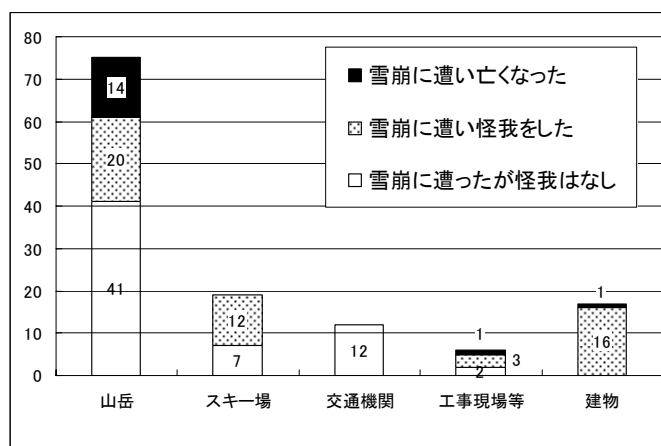 80
70
60
50
40
30
20
10
0
雪崩に遭い亡くなった
雪崩に遭い怪我をした
雪崩に遭ったが怪我はなし
14
20
41
12
7
12
1
3
2
1
16
山岳
スキー場
交通機関
工事現場等
建物